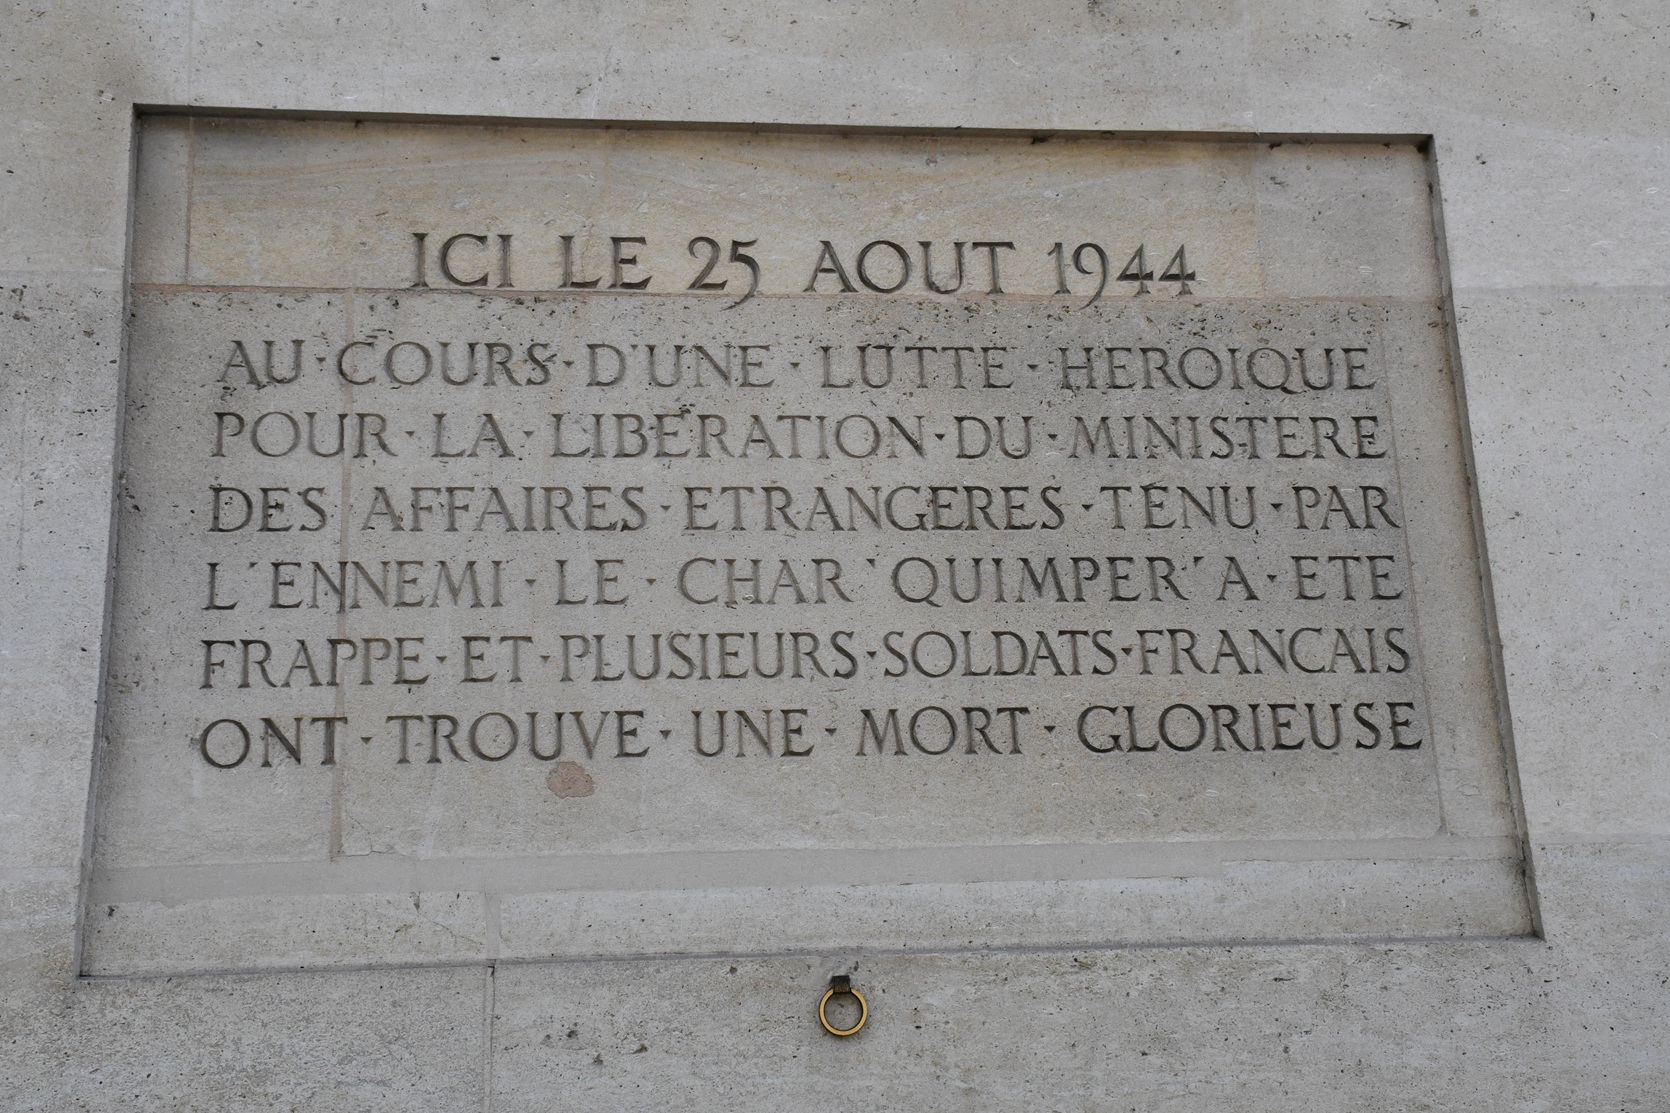 ICI LE 25 AOUT 1944
AU · COURS · D'UNE · LUTTE · HEROIQUE
POUR · LA · LIBERATION · DU · MINISTERE
DES AFFAIRES · ETRANGERES · TENU · PAR
L'ENNEMI · LE · CHAR 'QUIMPER' A · ETE
FRAPPE · ET · PLUSIEURS · SOLDATS · FRANCAIS
ONT · TROUVE · UNE · MORT · GLORIEUSE